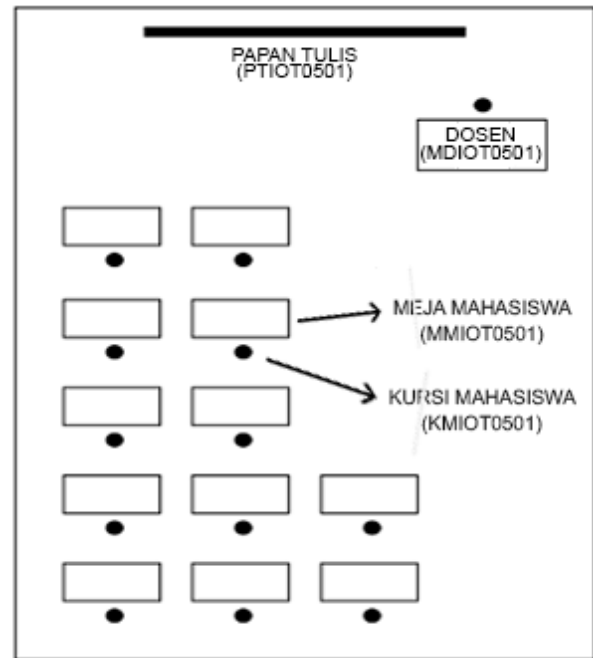 PAPAN TULIS
(PTIOT0501)
DOSEN
(MDIOT0501)
MEJA MAHASISWA
(MMIOT0501)
KURSI MAHASISWA
(KMIOT0501)